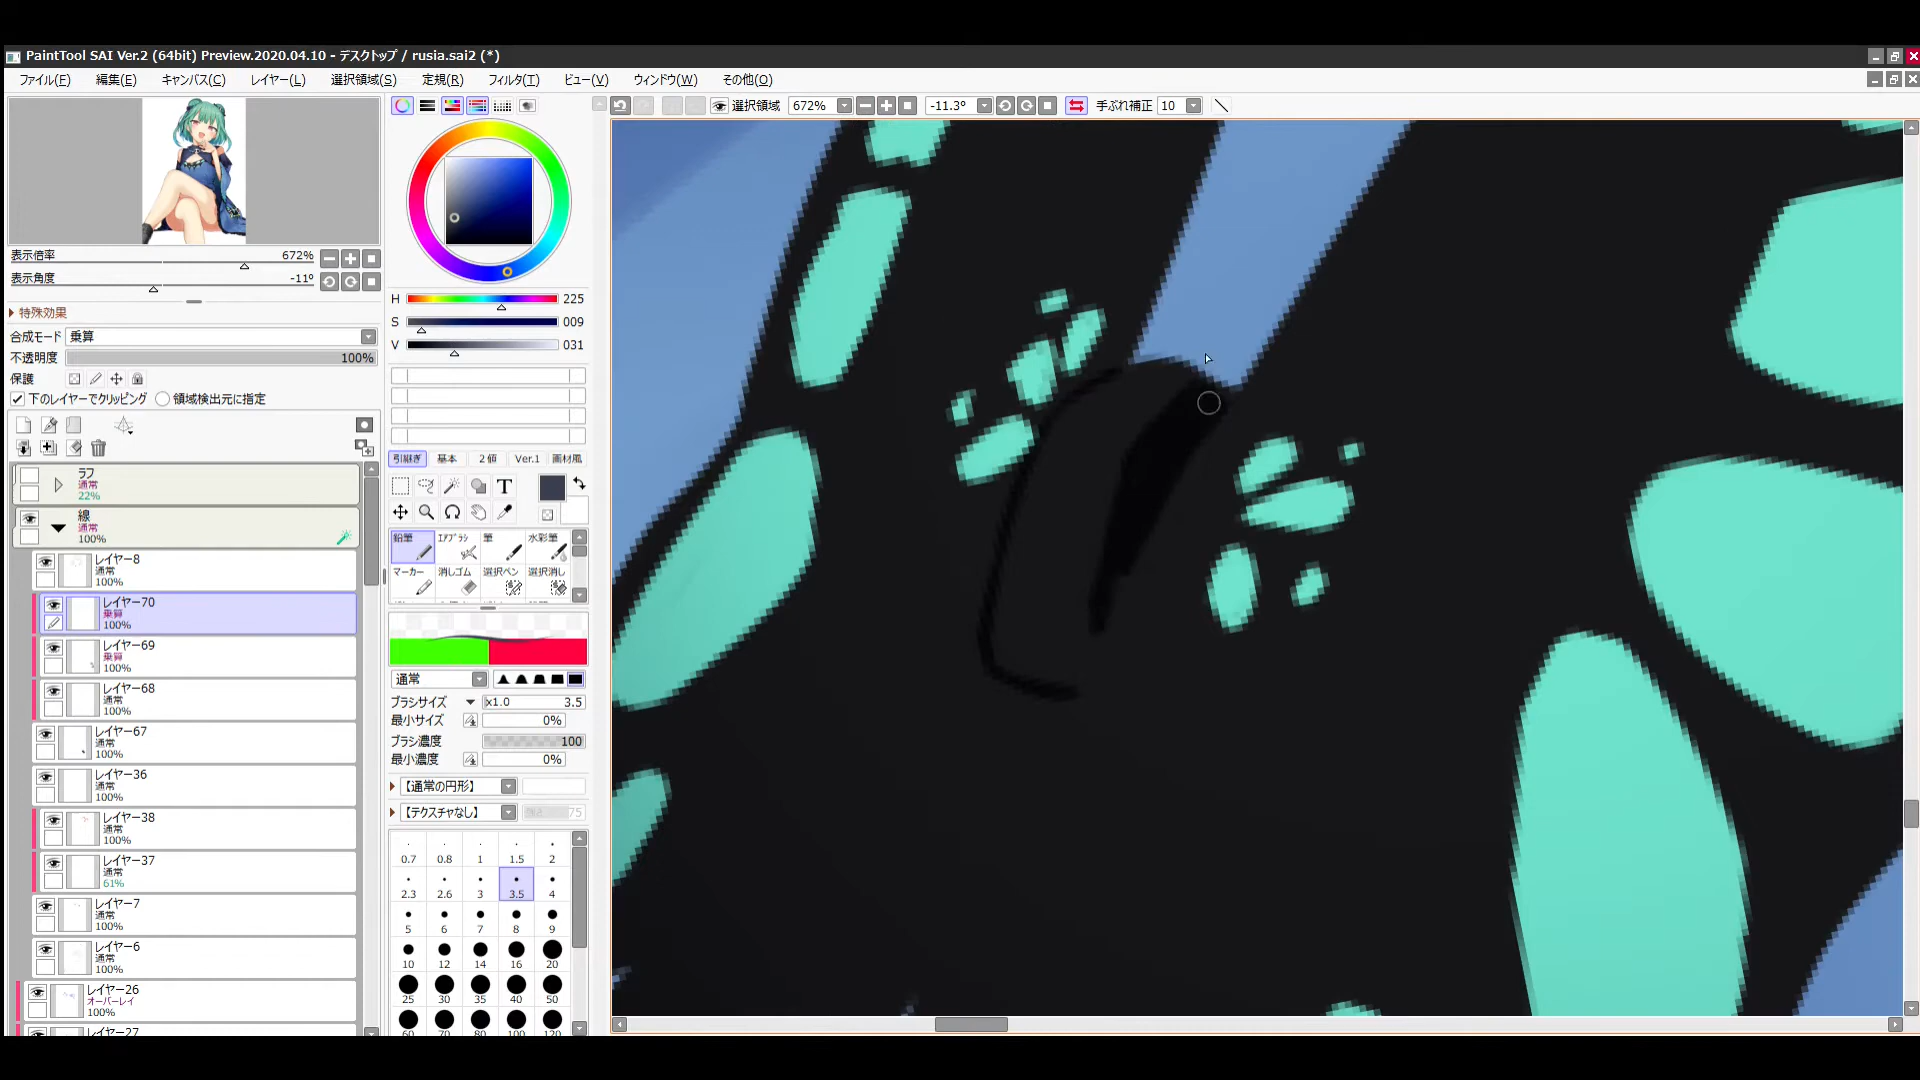 PaintTool SAI Ver.2 (64bit) Preview.2020.04.10 - デスクトップ / rusia.sai2 (*)
ファイル(F) 編集(E) キャンバス(C) レイヤー(L) 選択領域(S) 定規(R) フィルタ(T) ビュー(V) ウィンドウ(W) その他(O)
選択領域 672% -11.3° 手ぶれ補正 10
表示倍率 672%
表示角度 -11°
特殊効果
合成モード 乗算
不透明度 100%
保護
下のレイヤーでクリッピング 領域検出元に指定
ラフ
通常
22%
線
通常
100%
レイヤー8
通常
100%
レイヤー70
乗算
100%
レイヤー69
乗算
100%
レイヤー68
通常
100%
レイヤー67
通常
100%
レイヤー36
通常
100%
レイヤー38
通常
100%
レイヤー37
通常
61%
レイヤー7
通常
100%
レイヤー6
通常
100%
レイヤー26
オーバーレイ
100%
レイヤー27
H 225
S 009
V 031
引継ぎ 基本 2値 Ver.1 画材風
T
鉛筆 エアブラシ 筆 水彩筆
マーカー 消しゴム 選択ペン 選択消し
通常
ブラシサイズ x1.0 3.5
最小サイズ 0%
ブラシ濃度 100
最小濃度 0%
【通常の円形】
【テクスチャなし】 75
0.7 0.8 1 1.5 2
2.3 2.6 3 3.5 4
5 6 7 8 9
10 12 14 16 20
25 30 35 40 50
60 70 80 100 120